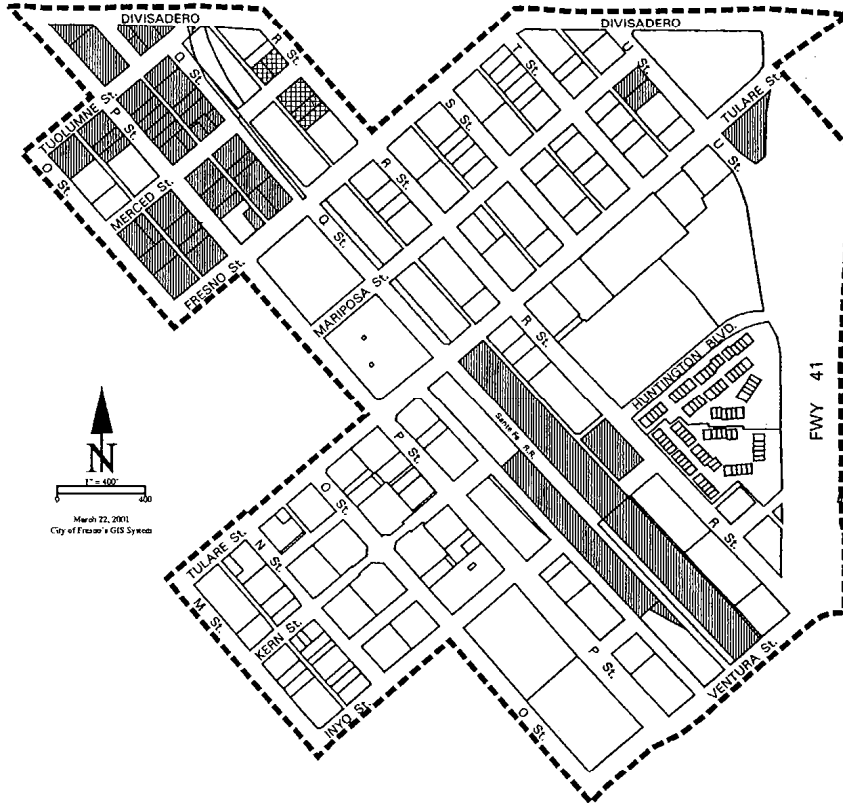 DIVISADERO
DIVISADERO
R St.
Q St.
T St.
U St.
TULARE St.
TUOLUMNE St.
P St.
S St.
U St.
O St.
MERCED St.
R St.
Q St.
FRESNO St.
MARIPOSA St.
R St.
HUNTINGTON BLVD.
FWY 41
Santa Fe R.R.
P St.
N
1" = 400'
0
400
March 22, 2001
City of Fresno's GIS System
O St.
R St.
TULARE St.
N St.
M St.
KERN St.
P St.
VENTURA St.
INYO St.
O St.